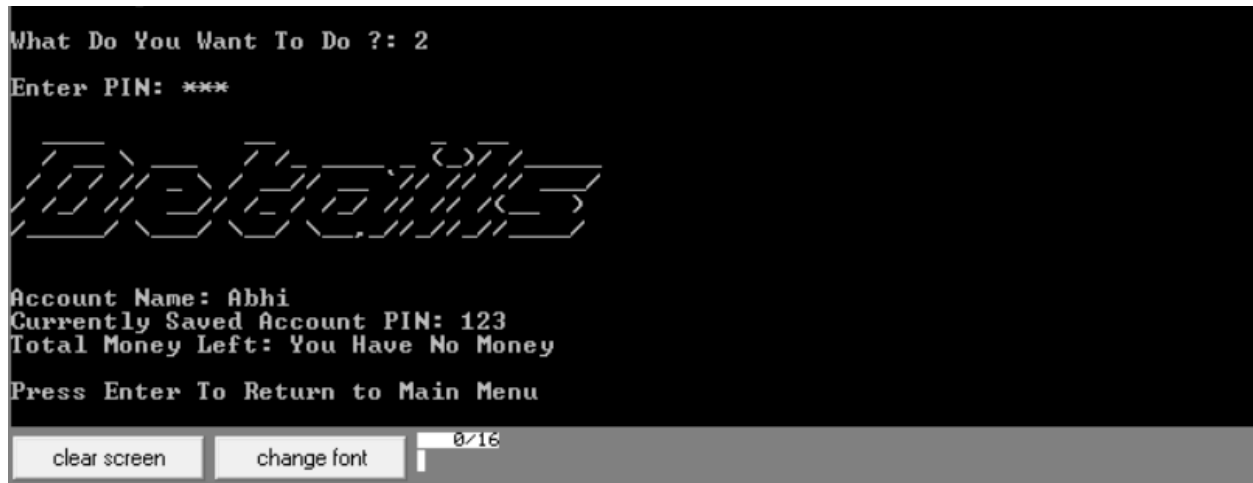 What Do You Want To Do ?: 2
Enter PIN: ***
Details
Account Name: Abhi
Currently Saved Account PIN: 123
Total Money Left: You Have No Money
Press Enter To Return to Main Menu
0/16
clear screen change font